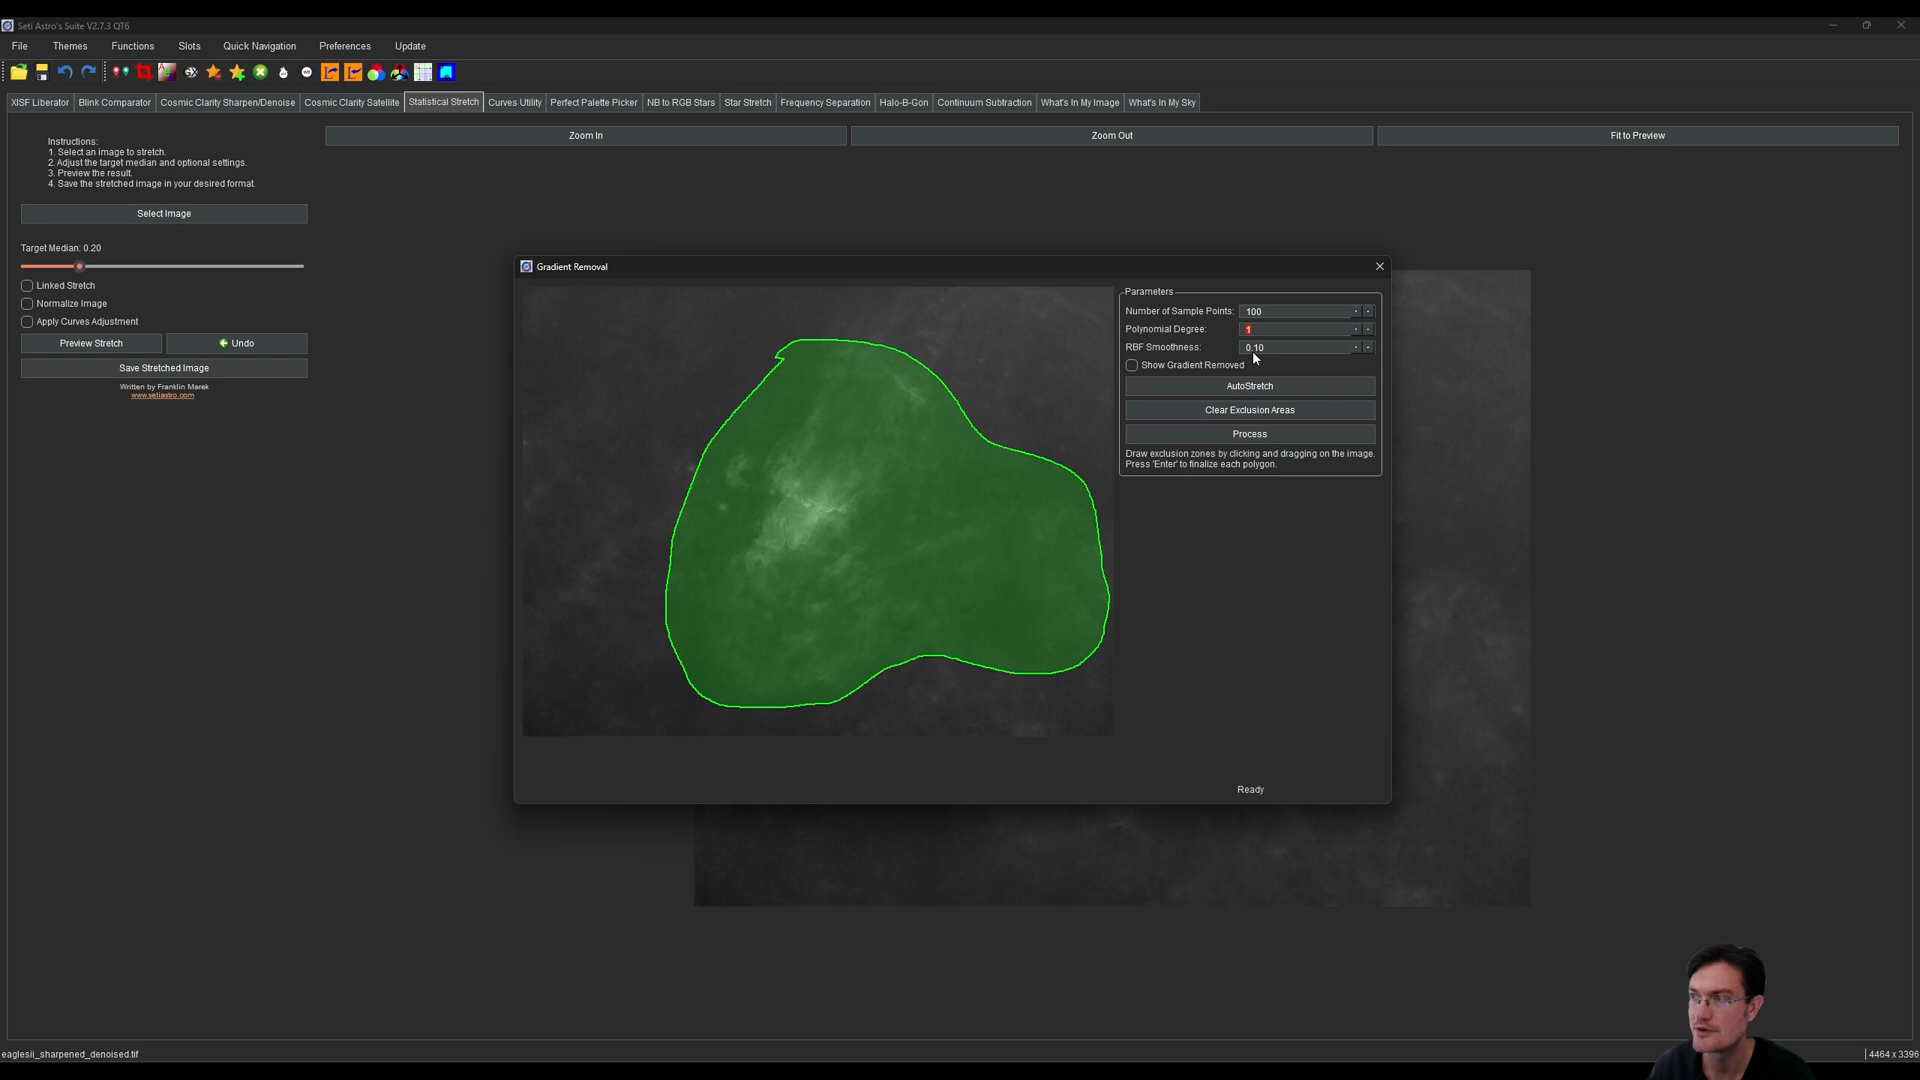 Seti Astro's Suite V2.7.3 QT6
File
Themes
Functions
Slots
Quick Navigation
Preferences
Update
XISF Liberator
Blink Comparator
Cosmic Clarity Sharpen/Denoise
Cosmic Clarity Satellite
Statistical Stretch
Curves Utility
Perfect Palette Picker
NB to RGB Stars
Star Stretch
Frequency Separation
Halo-B-Gon
Continuum Subtraction
What's In My Image
What's In My Sky
Instructions:
1. Select an image to stretch.
2. Adjust the target median and optional settings.
3. Preview the result.
4. Save the stretched image in your desired format.
Select Image
Target Median: 0.20
Linked Stretch
Normalize Image
Apply Curves Adjustment
Preview Stretch
Undo
Save Stretched Image
Written by Franklin Marek
www.setiastro.com
Zoom In
Zoom Out
Fit to Preview
Gradient Removal
Parameters
Number of Sample Points: 100
Polynomial Degree: 1
RBF Smoothness: 0.10
Show Gradient Removed
AutoStretch
Clear Exclusion Areas
Process
Draw exclusion zones by clicking and dragging on the image.
Press 'Enter' to finalize each polygon.
Ready
eaglesii_sharpened_denoised.tif
4464 x 3396